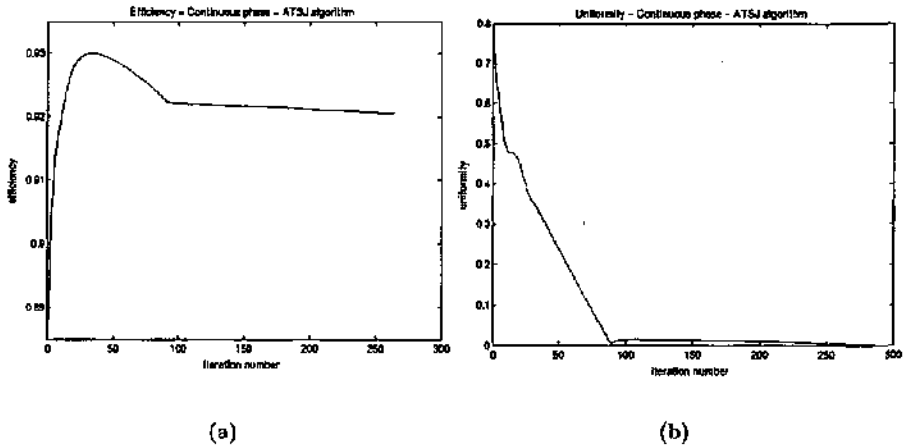 Efficiency – Continuous phase – ATSJ algorithm
0.93
0.92
0.91
0.9
0.89
efficiency
0 50 100 150 200 250 300
iteration number
(a)
Uniformity – Continuous phase – ATSJ algorithm
0.8
0.7
0.6
0.5
0.4
0.3
0.2
0.1
0
uniformity
0 50 100 150 200 250 300
iteration number
(b)